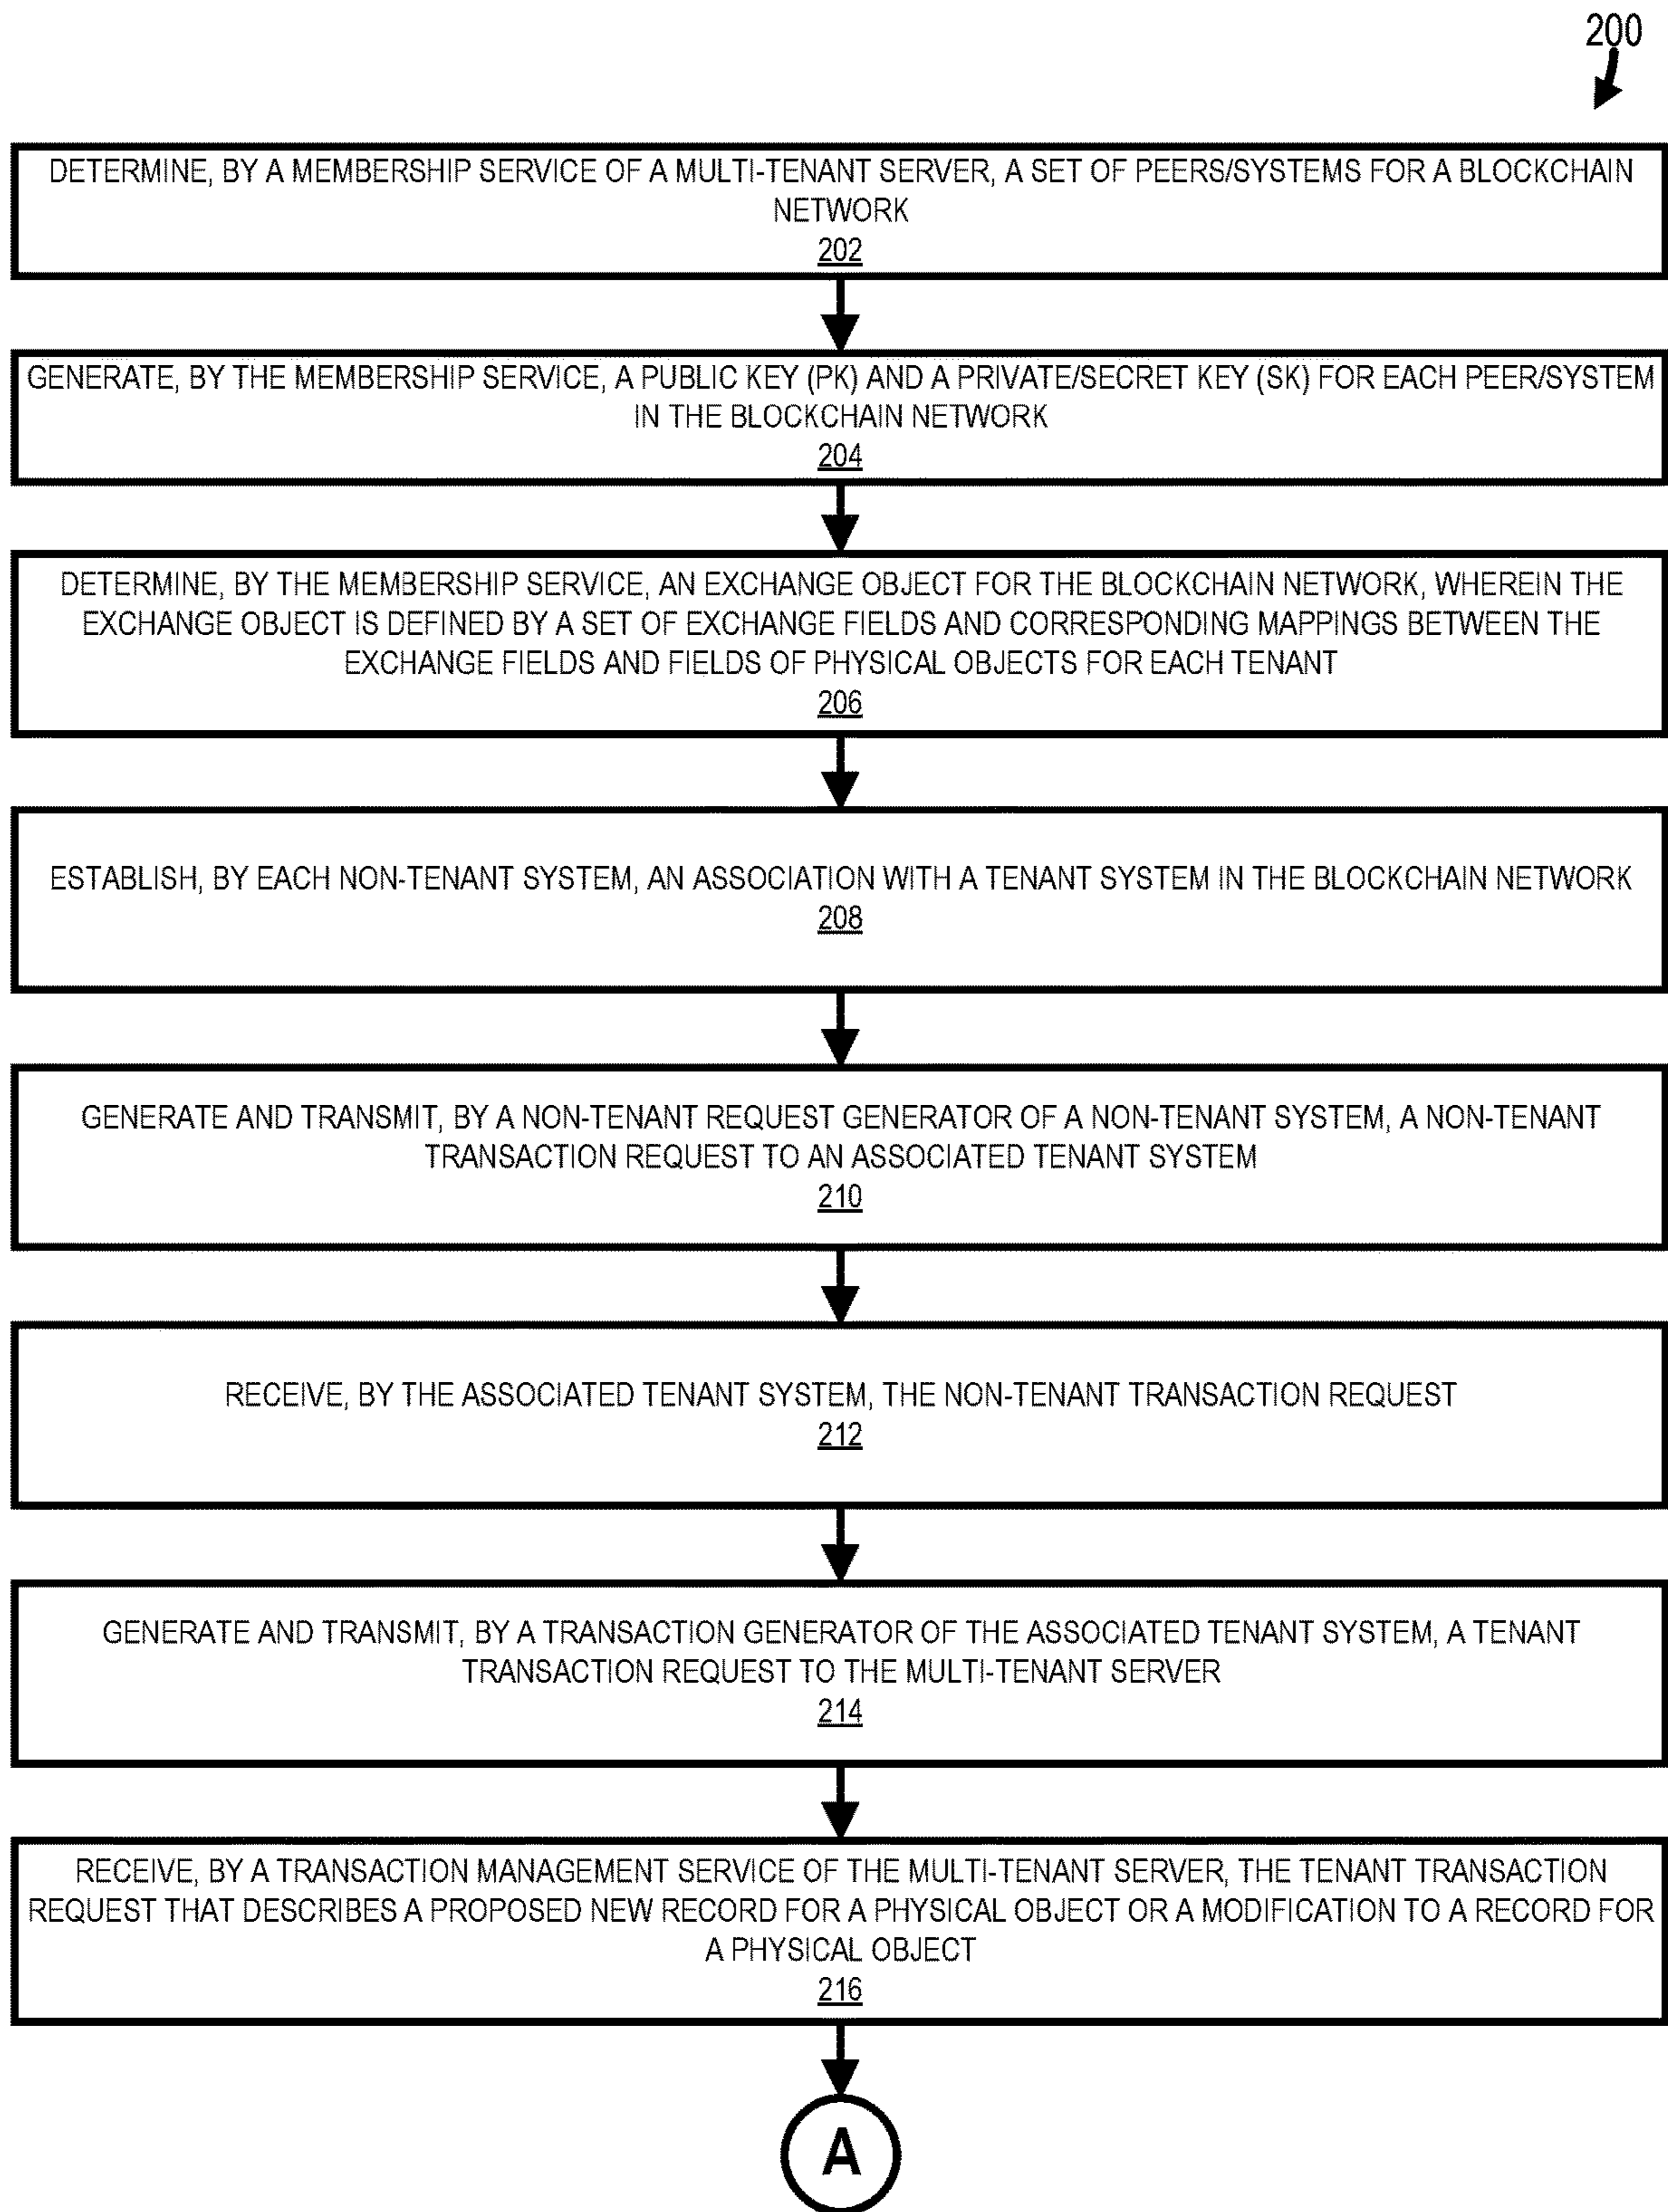 200
DETERMINE, BY A MEMBERSHIP SERVICE OF A MULTI-TENANT SERVER, A SET OF PEERS/SYSTEMS FOR A BLOCKCHAIN
NETWORK
202
GENERATE, BY THE MEMBERSHIP SERVICE, A PUBLIC KEY (PK) AND A PRIVATE/SECRET KEY (SK) FOR EACH PEER/SYSTEM
IN THE BLOCKCHAIN NETWORK
204
DETERMINE, BY THE MEMBERSHIP SERVICE, AN EXCHANGE OBJECT FOR THE BLOCKCHAIN NETWORK, WHEREIN THE
EXCHANGE OBJECT IS DEFINED BY A SET OF EXCHANGE FIELDS AND CORRESPONDING MAPPINGS BETWEEN THE
EXCHANGE FIELDS AND FIELDS OF PHYSICAL OBJECTS FOR EACH TENANT
206
ESTABLISH, BY EACH NON-TENANT SYSTEM, AN ASSOCIATION WITH A TENANT SYSTEM IN THE BLOCKCHAIN NETWORK
208
GENERATE AND TRANSMIT, BY A NON-TENANT REQUEST GENERATOR OF A NON-TENANT SYSTEM, A NON-TENANT
TRANSACTION REQUEST TO AN ASSOCIATED TENANT SYSTEM
210
RECEIVE, BY THE ASSOCIATED TENANT SYSTEM, THE NON-TENANT TRANSACTION REQUEST
212
GENERATE AND TRANSMIT, BY A TRANSACTION GENERATOR OF THE ASSOCIATED TENANT SYSTEM, A TENANT
TRANSACTION REQUEST TO THE MULTI-TENANT SERVER
214
RECEIVE, BY A TRANSACTION MANAGEMENT SERVICE OF THE MULTI-TENANT SERVER, THE TENANT TRANSACTION
REQUEST THAT DESCRIBES A PROPOSED NEW RECORD FOR A PHYSICAL OBJECT OR A MODIFICATION TO A RECORD FOR
A PHYSICAL OBJECT
216
A